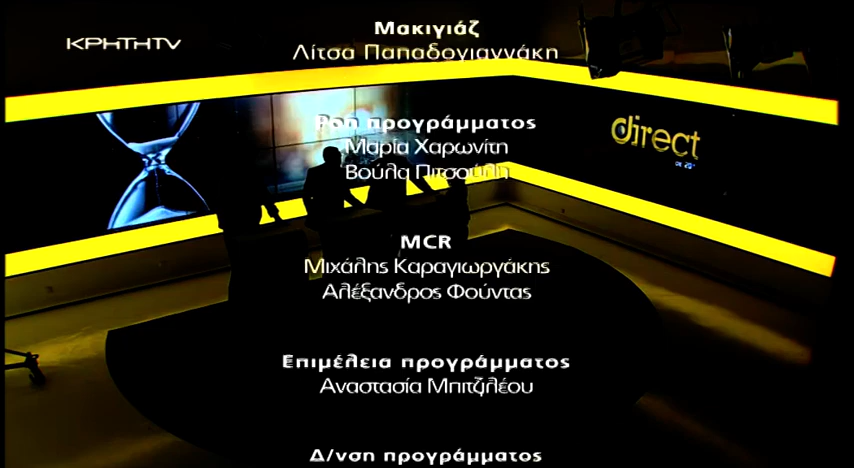 ΚΡΗΤΗTV
Μακιγιάζ
Λίτσα Παπαδογιαννάκη
Ροή προγράμματος
Μαρία Χαρωνίτη
Βούλα Πιτσούλη
direct
MCR
Μιχάλης Καραγιωργάκης
Αλέξανδρος Φούντας
Επιμέλεια προγράμματος
Αναστασία Μπιτζιλέου
Δ/νση προγράμματος